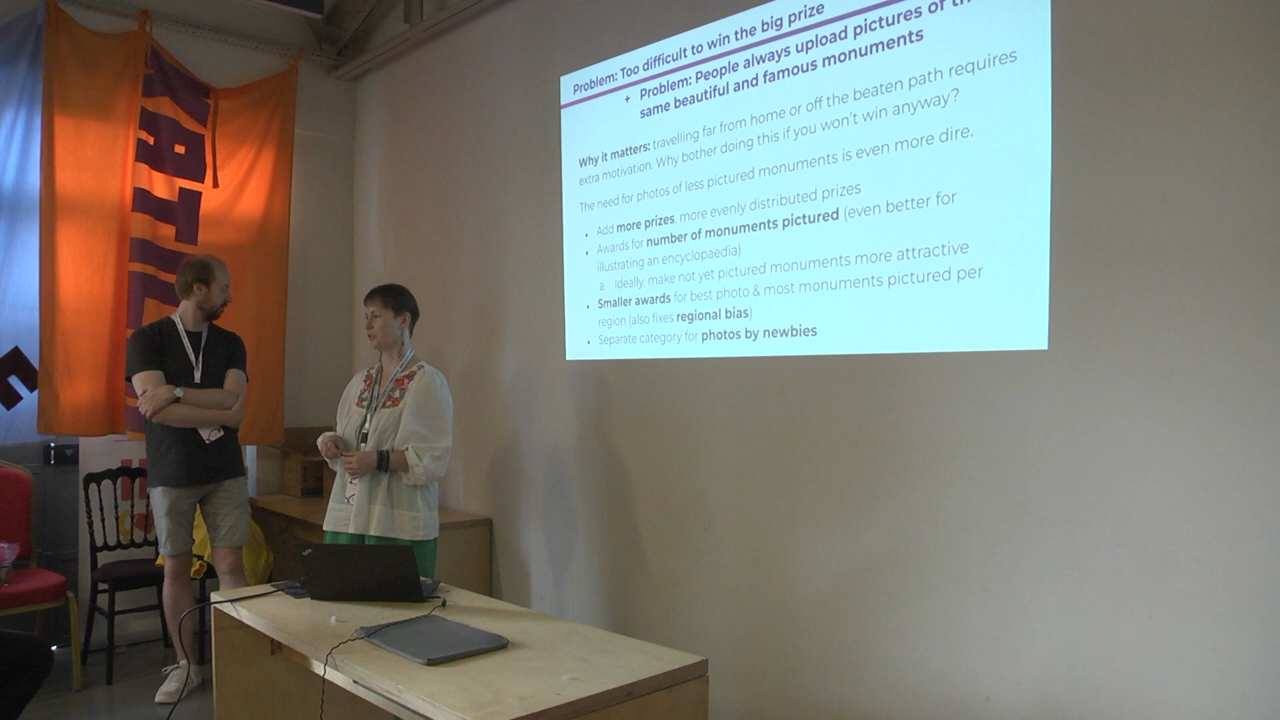 Problem: Too difficult to win the big prize
+ Problem: People always upload pictures of
same beautiful and famous monuments
Why it matters: travelling far from home or off the beaten path requires
extra motivation. Why bother doing this if you won't win anyway?
The need for photos of less pictured monuments is even more dire.
• Add more prizes, more evenly distributed prizes
• Awards for number of monuments pictured (even better for
illustrating an encyclopaedia)
a Ideally, make not yet pictured monuments more attractive
• Smaller awards for best photo & most monuments pictured per
region (also fixes regional bias)
• Separate category for photos by newbies